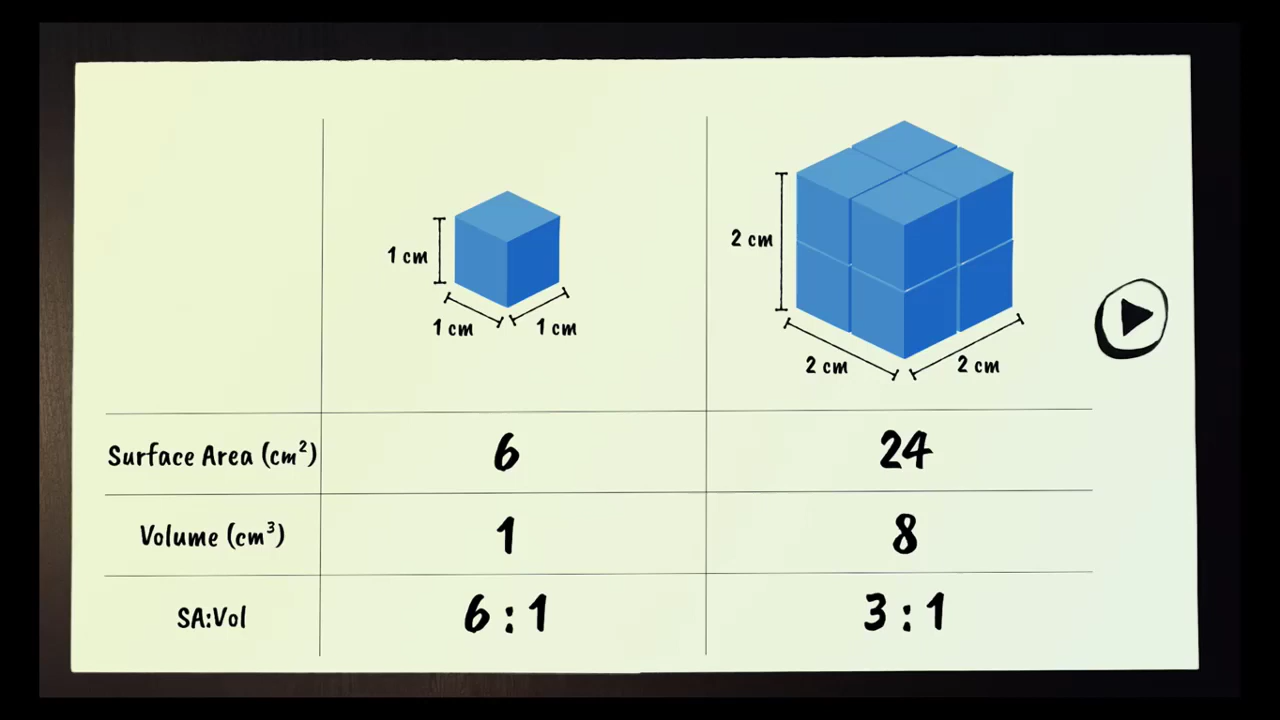 1 cm
1 cm
1 cm
2 cm
2 cm
2 cm
Surface Area (cm²) 6 24
Volume (cm³) 1 8
SA:Vol 6 : 1 3 : 1